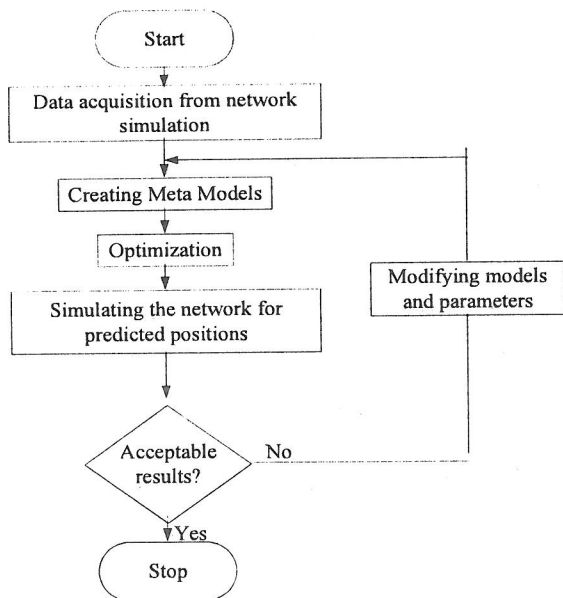 Start
Data acquisition from network
simulation
Creating Meta Models
Optimization
Modifying models
and parameters
Simulating the network for
predicted positions
Acceptable
results?
No
Yes
Stop